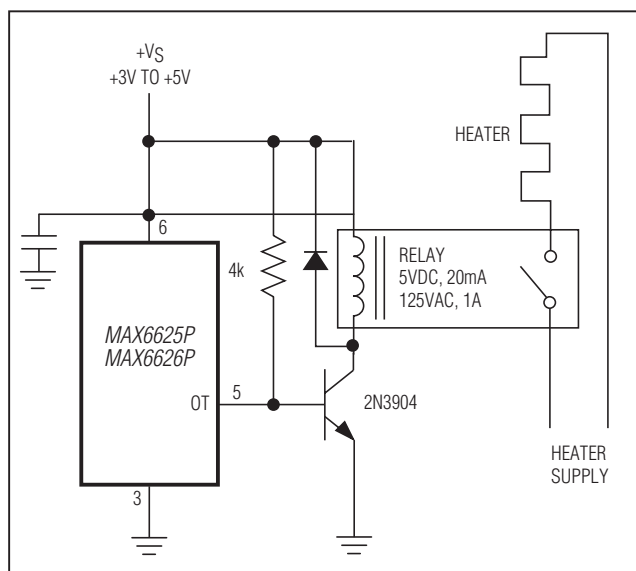 +VS
+3V TO +5V
HEATER
6
4k
RELAY
5VDC, 20mA
125VAC, 1A
MAX6625P
MAX6626P
OT
5
2N3904
3
HEATER
SUPPLY